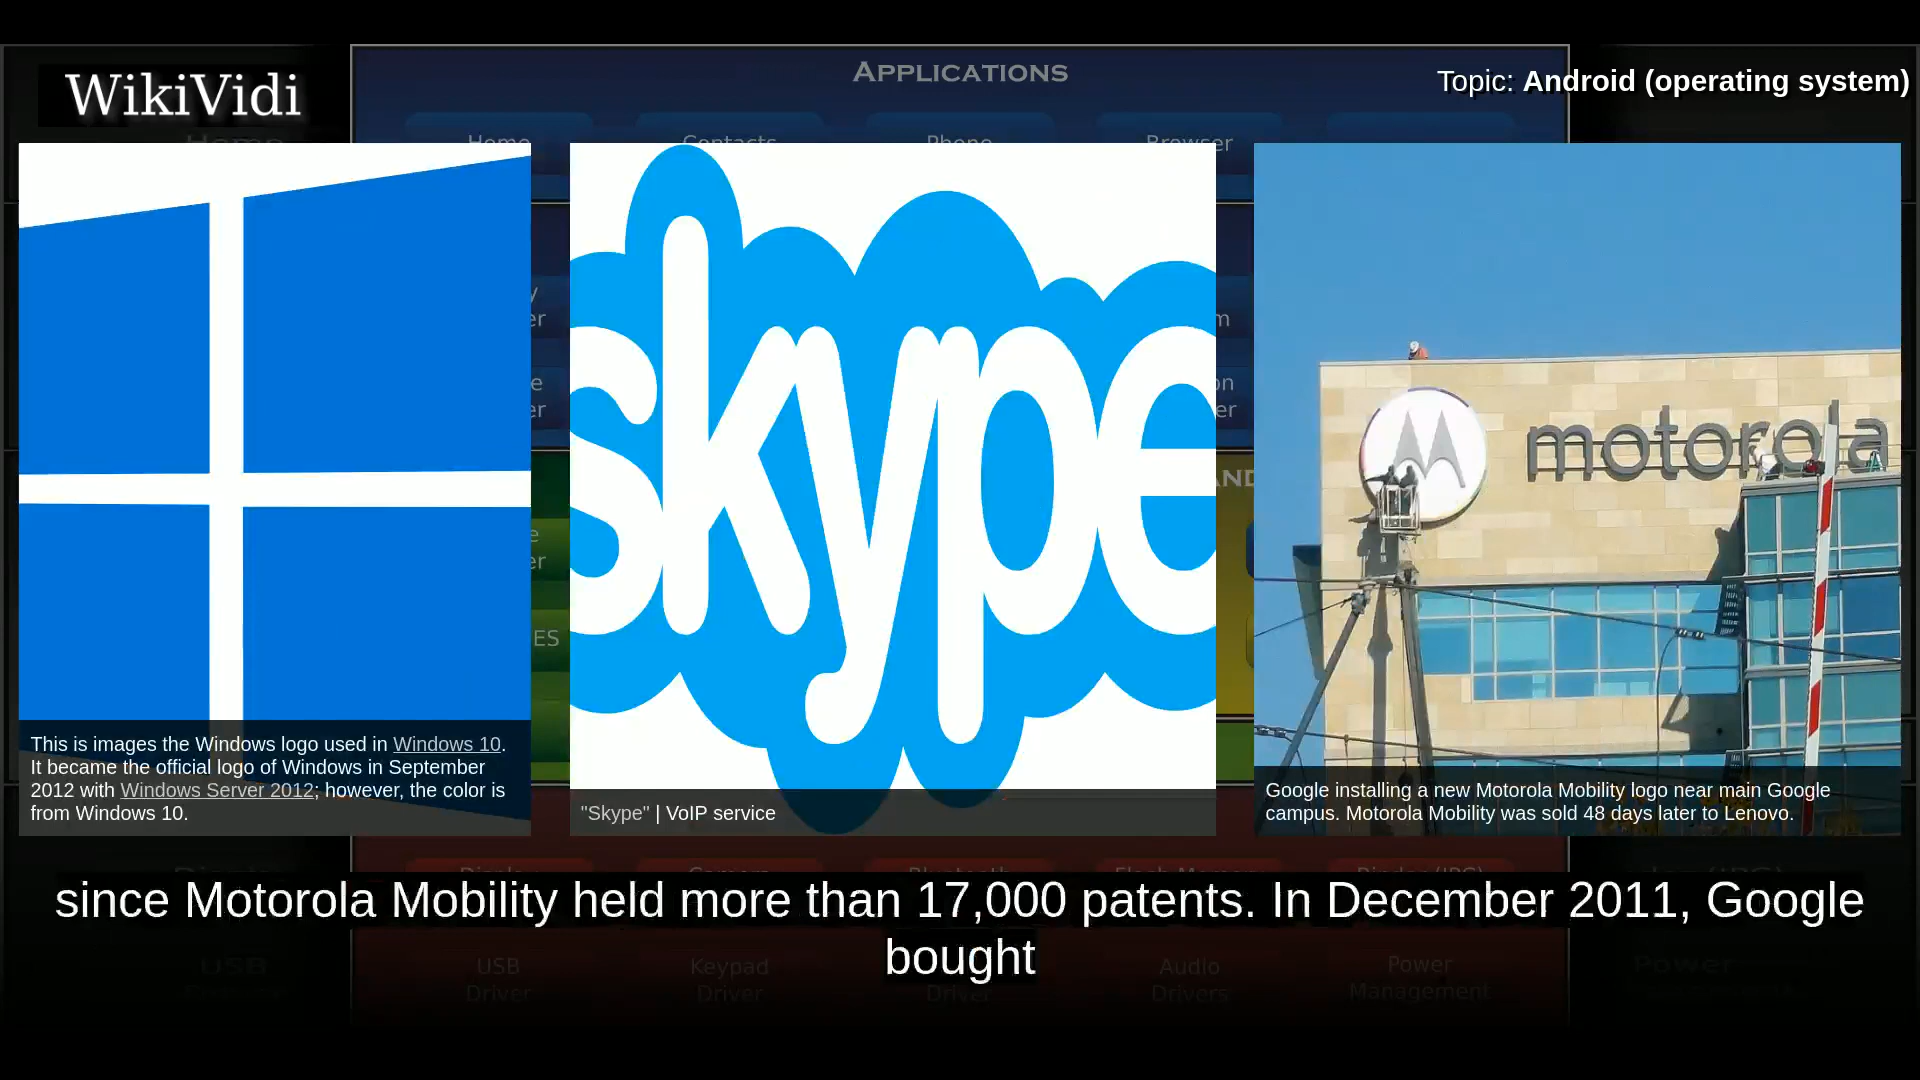 APPLICATIONS
WikiVidi
Topic: Android (operating system)
Home Contacts Phone Browser
skype
motorola
This is images the Windows logo used in Windows 10.
It became the official logo of Windows in September
2012 with Windows Server 2012; however, the color is
from Windows 10.
"Skype" | VoIP service
Google installing a new Motorola Mobility logo near main Google
campus. Motorola Mobility was sold 48 days later to Lenovo.
since Motorola Mobility held more than 17,000 patents. In December 2011, Google
bought
USB
Driver
Keypad
Driver
Driver
Audio
Drivers
Power
Management